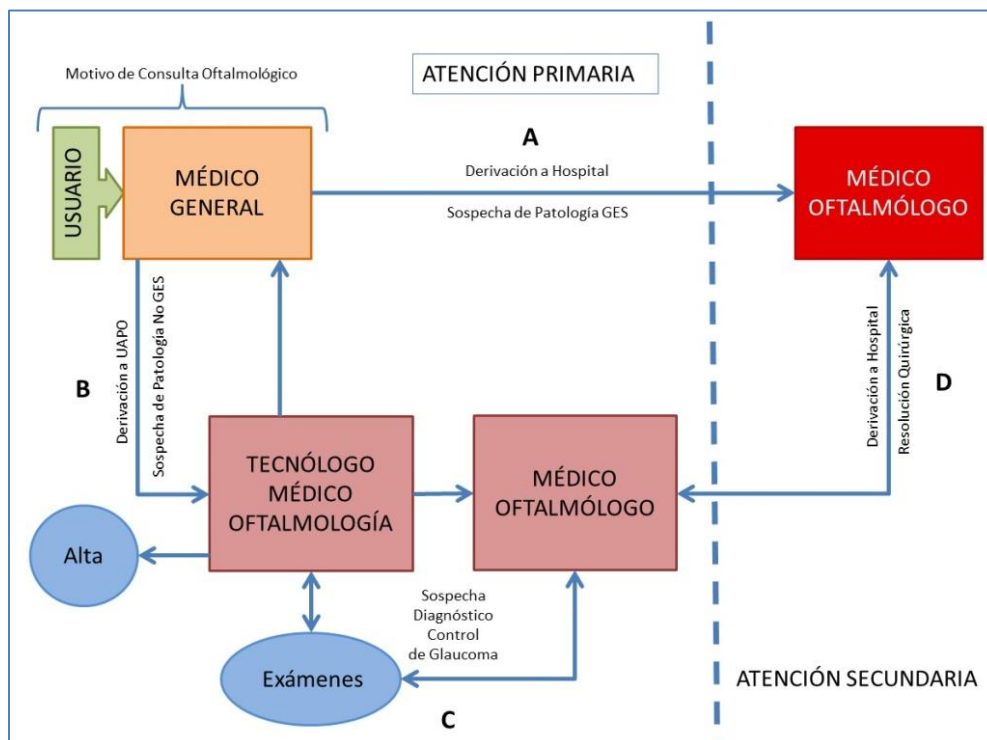 Motivo de Consulta Oftalmológico
ATENCIÓN PRIMARIA
USUARIO
MÉDICO
GENERAL
A
Derivación a Hospital
Sospecha de Patología GES
MÉDICO
OFTALMÓLOGO
B
Derivación a UAPO
Sospecha de Patología No GES
Derivación a Hospital
Resolución Quirúrgica
D
TECNÓLOGO
MÉDICO
OFTALMOLOGÍA
MÉDICO
OFTALMÓLOGO
Alta
Sospecha
Diagnóstico
Control
de Glaucoma
Exámenes
C
ATENCIÓN SECUNDARIA